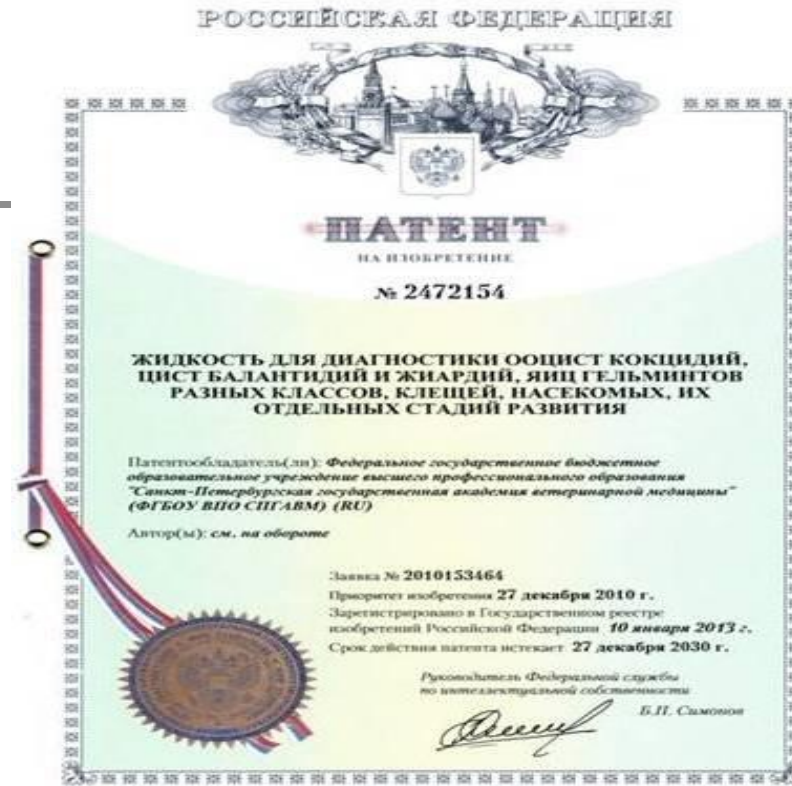 РОССИЙСКАЯ ФЕДЕРАЦИЯ
ПАТЕНТ
НА ИЗОБРЕТЕНИЕ
№ 2472154
ЖИДКОСТЬ ДЛЯ ДИАГНОСТИКИ ООЦИСТ КОКЦИДИЙ,
ЦИСТ БАЛАНТИДИЙ И ЖИАРДИЙ, ЯИЦ ГЕЛЬМИНТОВ
РАЗНЫХ КЛАССОВ, КЛЕЩЕЙ, НАСЕКОМЫХ, ИХ
ОТДЕЛЬНЫХ СТАДИЙ РАЗВИТИЯ
Патентообладатель(ли): Федеральное государственное бюджетное
образовательное учреждение высшего профессионального образования
"Санкт-Петербургская государственная академия ветеринарной медицины"
(ФГБОУ ВПО СПГАВМ) (RU)
Автор(ы): см. на обороте
Заявка № 2010153464
Приоритет изобретения 27 декабря 2010 г.
Зарегистрировано в Государственном реестре
изобретений Российской Федерации 10 января 2013 г.
Срок действия патента истекает 27 декабря 2030 г.
Руководитель Федеральной службы
по интеллектуальной собственности
Б.П. Симонов